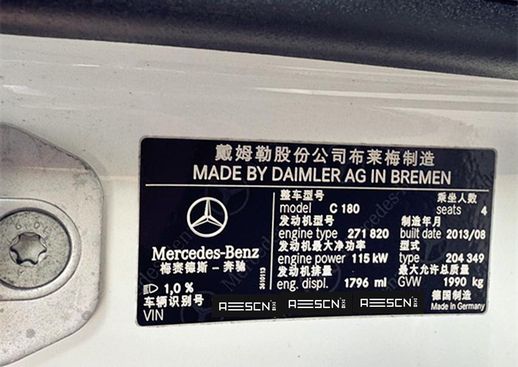 戴姆勒股份公司布莱梅制造
MADE BY DAIMLER AG IN BREMEN
整车型号 乘坐人数
model C 180 seats 4
发动机型号 制造年月
engine type 271 820 built date 2013/08
发动机最大净功率 型式
engine power 115 kW type 204 349
发动机排量 最大允许总质量
eng. displ. 1796 ml GVW 1990 kg
Mercedes-Benz
梅赛德斯-奔驰
1,0 %
车辆识别号
VIN
德国制造
Made in Germany